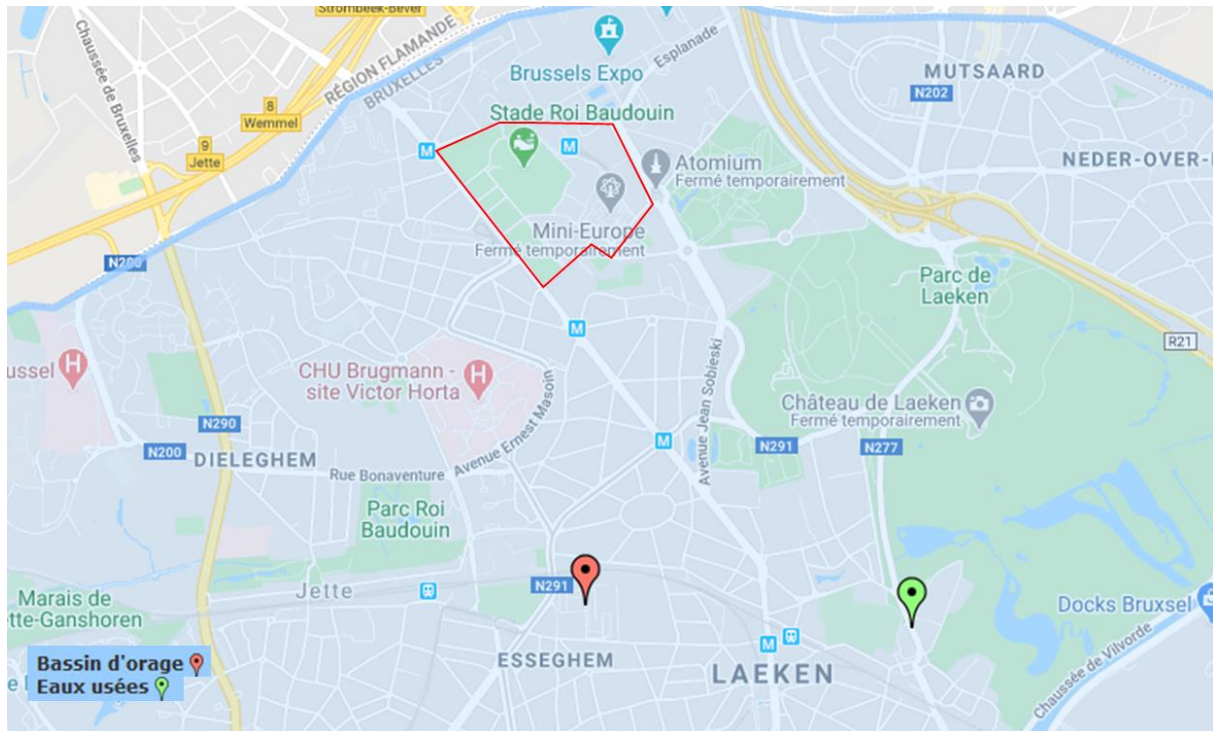 Strombeek-Bever
Chaussée de Bruxelles
RÉGION FLAMANDE
BRUXELLES
Esplanade
Brussels Expo
MUTSAARD
N202
8
Wemmel
Stade Roi Baudouin
9
Jette
M
M
Atomium
Fermé temporairement
NEDER-OVER-
Mini-Europe
Fermé temporairement
N200
Parc de
Laeken
M
R21
ussel
H
CHU Brugmann -
site Victor Horta
H
Avenue Ernest Masoin
Avenue Jean Sobieski
Château de Laeken
Fermé temporairement
N290
N200
DIELEGHEM
M
N291
N277
Rue Bonaventure
Parc Roi
Baudouin
N291
Jette
Marais de
tte-Ganshoren
Docks Bruxsel
Chaussée de Vilvorde
ESSEGHEM
M
LAEKEN
Bassin d'orage
Eaux usées